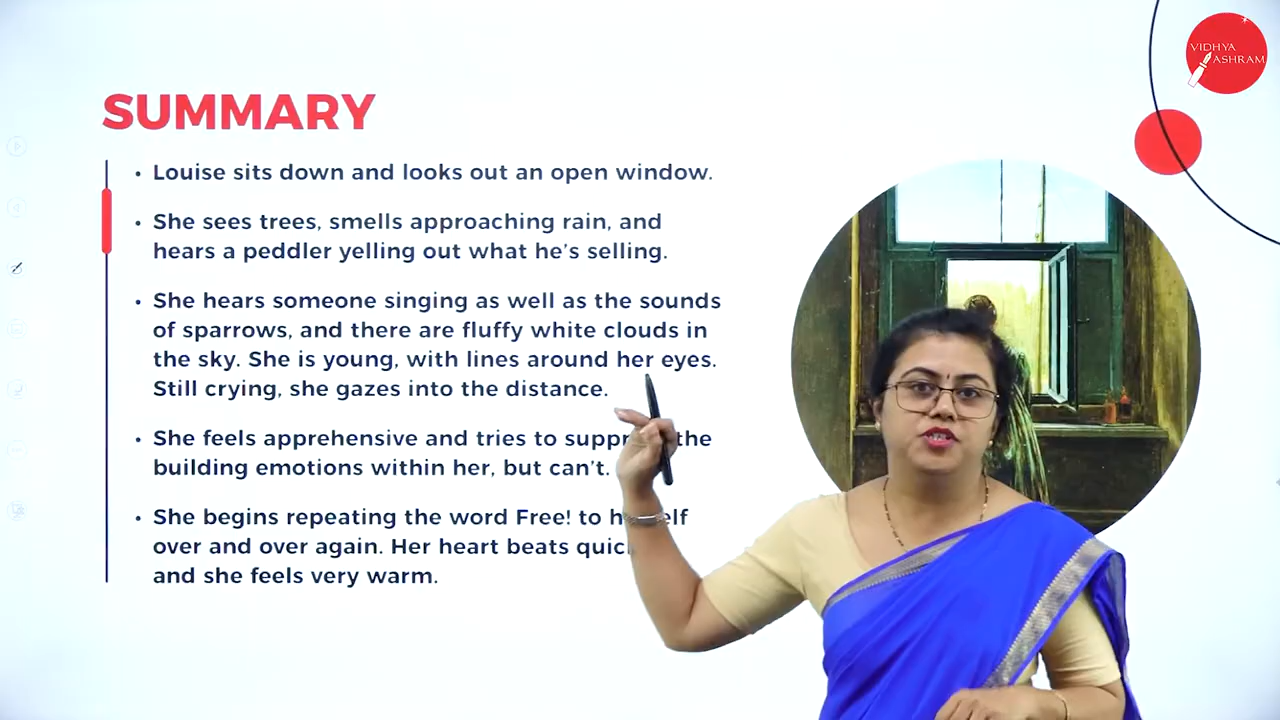 VIDHYA
ASHRAM
SUMMARY
• Louise sits down and looks out an open window.
• She sees trees, smells approaching rain, and
hears a peddler yelling out what he's selling.
• She hears someone singing as well as the sounds
of sparrows, and there are fluffy white clouds in
the sky. She is young, with lines around her eyes.
Still crying, she gazes into the distance.
• She feels apprehensive and tries to the
building emotions within her, but can't.
• She begins repeating the word Free! to
over and over again. Her heart beats
and she feels very warm.